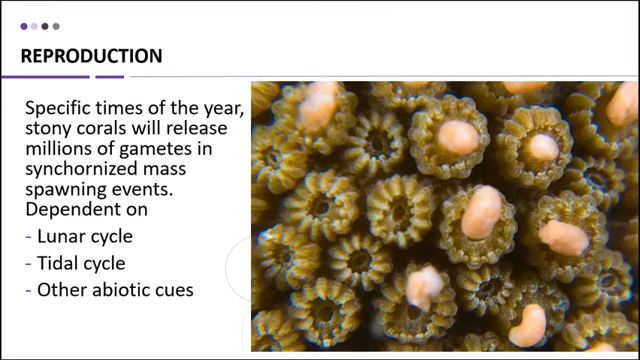 REPRODUCTION
Specific times of the year,
stony corals will release
millions of gametes in
synchornized mass
spawning events.
Dependent on
- Lunar cycle
- Tidal cycle
- Other abiotic cues